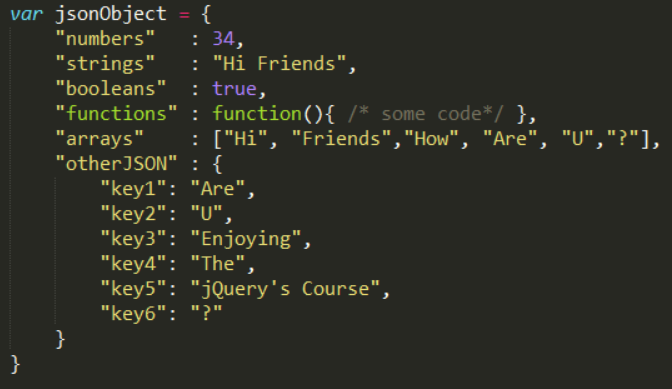 var jsonObject = {
    "numbers"   : 34,
    "strings"   : "Hi Friends",
    "booleans"  : true,
    "functions" : function(){ /* some code*/ },
    "arrays"    : ["Hi", "Friends","How", "Are", "U","?"],
    "otherJSON" : {
        "key1": "Are",
        "key2": "U",
        "key3": "Enjoying",
        "key4": "The",
        "key5": "jQuery's Course",
        "key6": "?"
    }
}